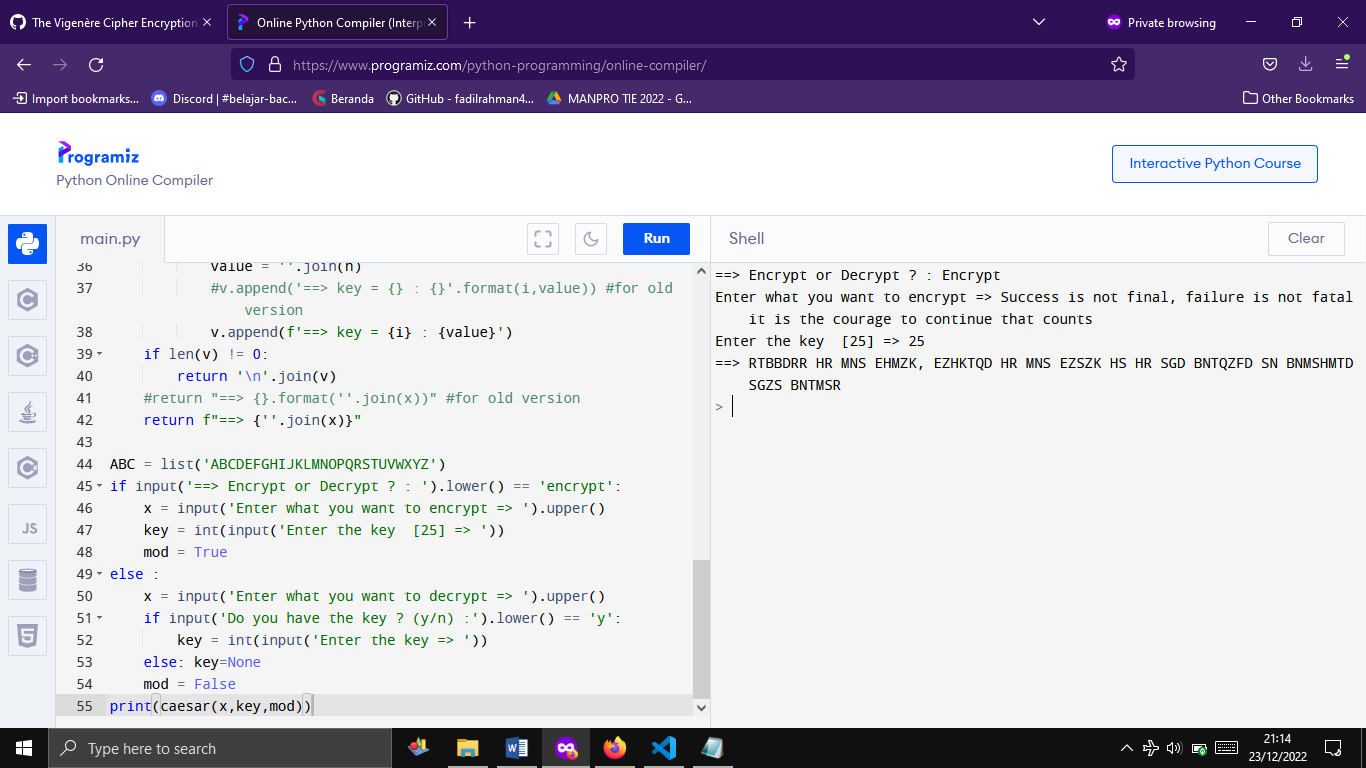 The Vigenère Cipher Encryption
Online Python Compiler (Interp
Private browsing
https://www.programiz.com/python-programming/online-compiler/
Import bookmarks...
Discord | #belajar-bac...
Beranda
GitHub - fadilrahman4...
MANPRO TIE 2022 - G...
Other Bookmarks
Programiz
Python Online Compiler
Interactive Python Course
main.py
Run
Shell
Clear
36 value = ''.join(n)
37 #v.append('==> key = {} : {}'.format(i,value)) #for old
version
38 v.append(f'==> key = {i} : {value}')
39 if len(v) != 0:
40 return '\n'.join(v)
41 #return "==> {}.format(''.join(x))" #for old version
42 return f"==> {''.join(x)}"
43
44 ABC = list('ABCDEFGHIJKLMNOPQRSTUVWXYZ')
45 if input('==> Encrypt or Decrypt ? : ').lower() == 'encrypt':
46 x = input('Enter what you want to encrypt => ').upper()
47 key = int(input('Enter the key  [25] => '))
48 mod = True
49 else :
50 x = input('Enter what you want to decrypt => ').upper()
51 if input('Do you have the key ? (y/n) :').lower() == 'y':
52 key = int(input('Enter the key => '))
53 else: key=None
54 mod = False
55 print(caesar(x,key,mod))
==> Encrypt or Decrypt ? : Encrypt
Enter what you want to encrypt => Success is not final, failure is not fatal
it is the courage to continue that counts
Enter the key  [25] => 25
==> RTBBDRR HR MNS EHMZK, EZHKTQD HR MNS EZSZK HS HR SGD BNTQZFD SN BNMSHMTD
SGZS BNTMSR
>
JS
Type here to search
21:14
23/12/2022